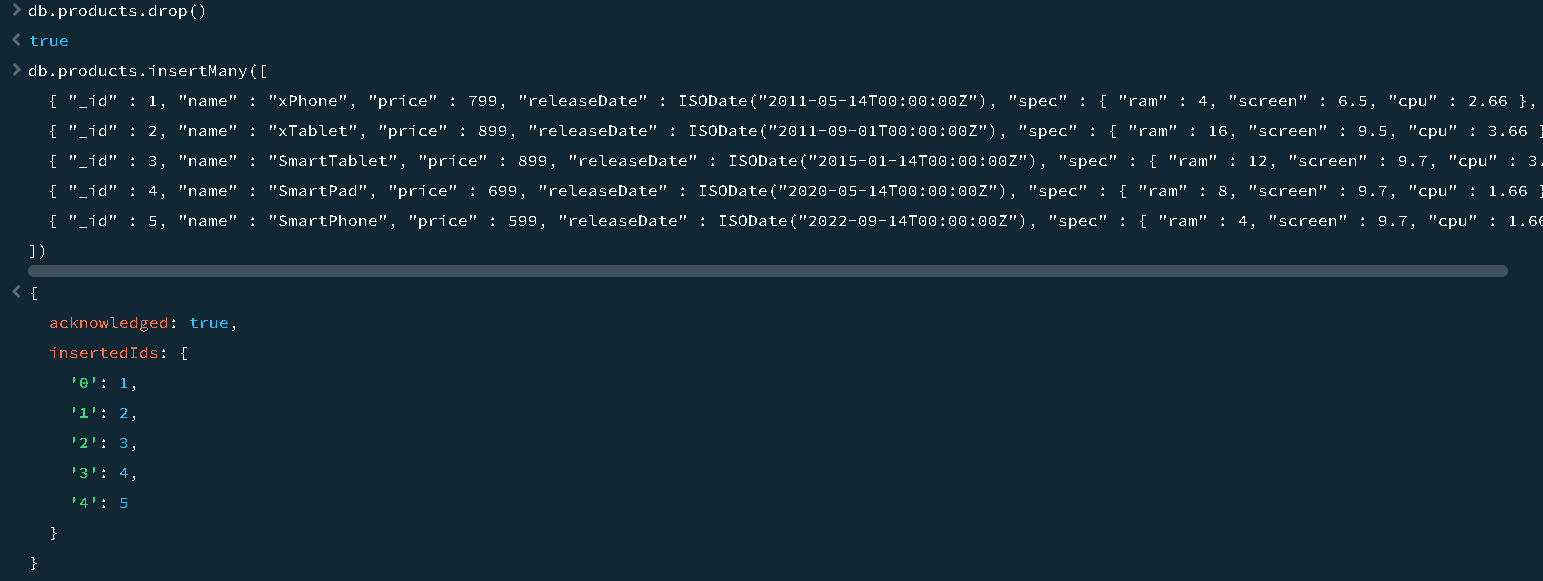 > db.products.drop()
< true
> db.products.insertMany([
{ "_id" : 1, "name" : "xPhone", "price" : 799, "releaseDate" : ISODate("2011-05-14T00:00:00Z"), "spec" : { "ram" : 4, "screen" : 6.5, "cpu" : 2.66 },
{ "_id" : 2, "name" : "xTablet", "price" : 899, "releaseDate" : ISODate("2011-09-01T00:00:00Z"), "spec" : { "ram" : 16, "screen" : 9.5, "cpu" : 3.66 }
{ "_id" : 3, "name" : "SmartTablet", "price" : 899, "releaseDate" : ISODate("2015-01-14T00:00:00Z"), "spec" : { "ram" : 12, "screen" : 9.7, "cpu" : 3.
{ "_id" : 4, "name" : "SmartPad", "price" : 699, "releaseDate" : ISODate("2020-05-14T00:00:00Z"), "spec" : { "ram" : 8, "screen" : 9.7, "cpu" : 1.66 }
{ "_id" : 5, "name" : "SmartPhone", "price" : 599, "releaseDate" : ISODate("2022-09-14T00:00:00Z"), "spec" : { "ram" : 4, "screen" : 9.7, "cpu" : 1.66
])
< {
acknowledged: true,
insertedIds: {
'0': 1,
'1': 2,
'2': 3,
'3': 4,
'4': 5
}
}